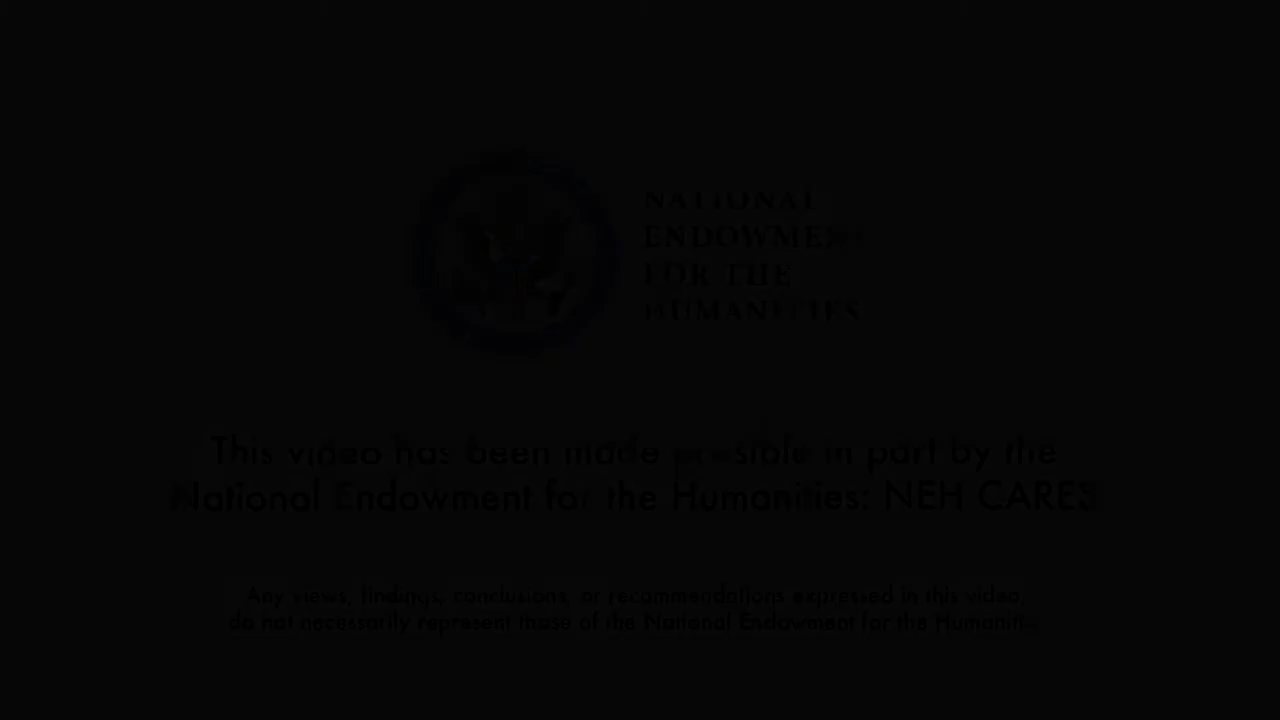 NATIONAL
ENDOWMENT
FOR THE
HUMANITIES
This video has been made possible in part by the
National Endowment for the Humanities: NEH CARES
Any views, findings, conclusions, or recommendations expressed in this video,
do not necessarily represent those of the National Endowment for the Humanities.